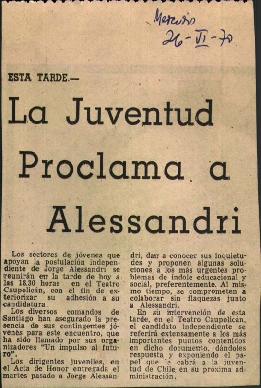 Mercurio
26-VI-70
ESTA TARDE.—
La Juventud
Proclama a
Alessandri
Los sectores de jóvenes que
apoyan a postulación indepen-
diente de Jorge Alessandri se
reunirán en la tarde de hoy a
las 18.30 horas en el Teatro
Caupolicán, con el fin de ex-
teriorizar su adhesión a su
candidatura.
Los diversos comandos de
Santiago han asegurado la pre-
sencia de sus contingentes jó-
venes para este encuentro, que
ha sido llamado por sus orga-
nizadores "Un impulso al fu-
turo".
Los dirigentes juveniles, en
el Acta de Honor entregada el
martes pasado a Jorge Alessan-
dri, dan a conocer sus inquietu-
des y proponen algunas solu-
ciones a los más urgentes pro-
blemas de índole educacional y
social, preferentemente. Al mis-
mo tiempo, se comprometen a
colaborar sin flaquezas junto
a Alessandri.
En su intervención de esta
tarde, en el Teatro Caupolicán,
el candidato independiente se
referirá extensamente a los más
importantes puntos contenidos
en dicho documento, dándoles
respuesta y exponiendo el pa-
pel que le cabrá a la juven-
tud de Chile en su próxima ad-
ministración.